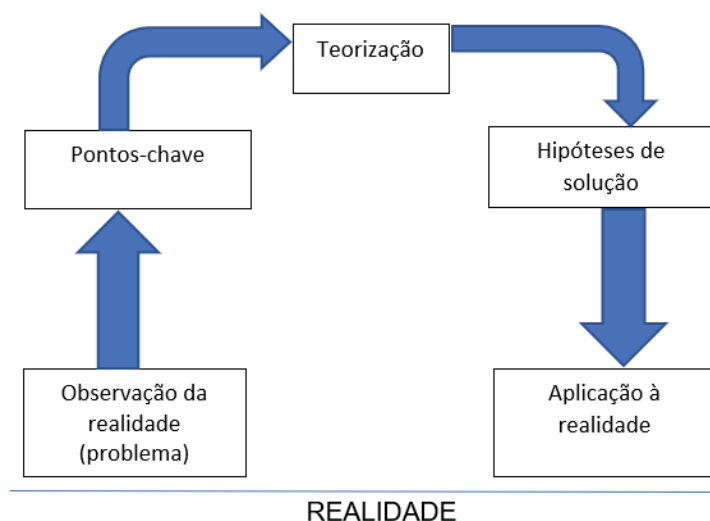 Teorização
Pontos-chave
Hipóteses de
solução
Observação da
realidade
(problema)
Aplicação à
realidade
REALIDADE